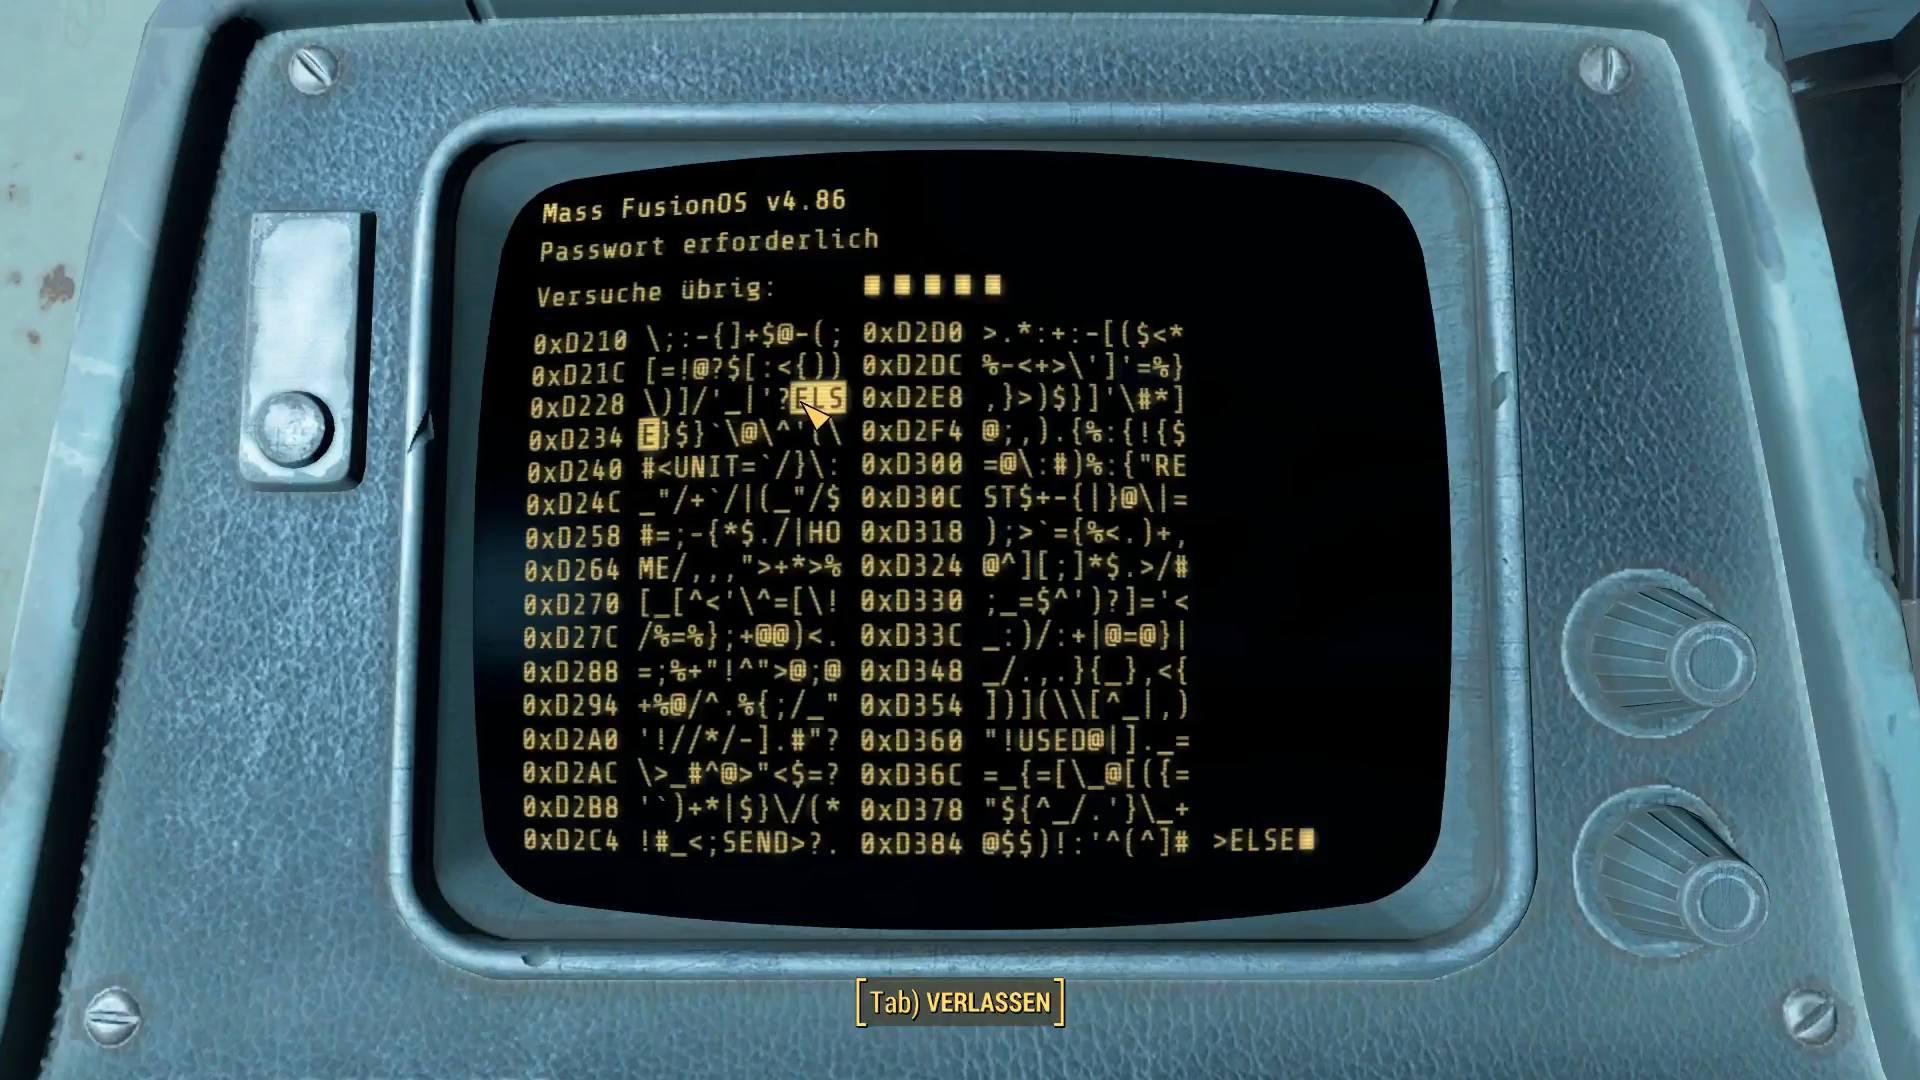 Mass FusionOS v4.86
Passwort erforderlich
Versuche übrig:
0xD210 \;:-{]+$@-(; 0xD2D0 >.*:+:-[($<*
0xD21C [=!@?$[:<{)) 0xD2DC %-<+>\']'=%}
0xD228 \)]/'_|'?ELS 0xD2E8 ,}>)$}]'\#*]
0xD234 E}$}`\@\^'{\ 0xD2F4 @;,).{%:{!{$
0xD240 #<UNIT=`/}\: 0xD300 =@\:#)%:{"RE
0xD24C _"/+`/|(_"/$ 0xD30C ST$+-{|}@\|=
0xD258 #=;-{*$./|HO 0xD318 );>`={%<.)+,
0xD264 ME/,,,">+*>% 0xD324 @^][;]*$.>/#
0xD270 [_[^<'\^=[\! 0xD330 ;_=$^')?]='<
0xD27C /%=%};+@@)<. 0xD33C _:)/:+|@=@}|
0xD288 =;%+"!^">@;@ 0xD348 _/.,.}{_},<{
0xD294 +%@/^.%{;/_" 0xD354 ])](\\[^_|,)
0xD2A0 '!//*/-].#"? 0xD360 "!USED@|]._=
0xD2AC \>_#^@>"<$=? 0xD36C =_{=[\_@[({=
0xD2B8 '`)+*|$}\/(* 0xD378 "${^_/.'}\_+
0xD2C4 !#_<;SEND>?. 0xD384 @$$)!:'^(^]# >ELSE
[Tab) VERLASSEN]